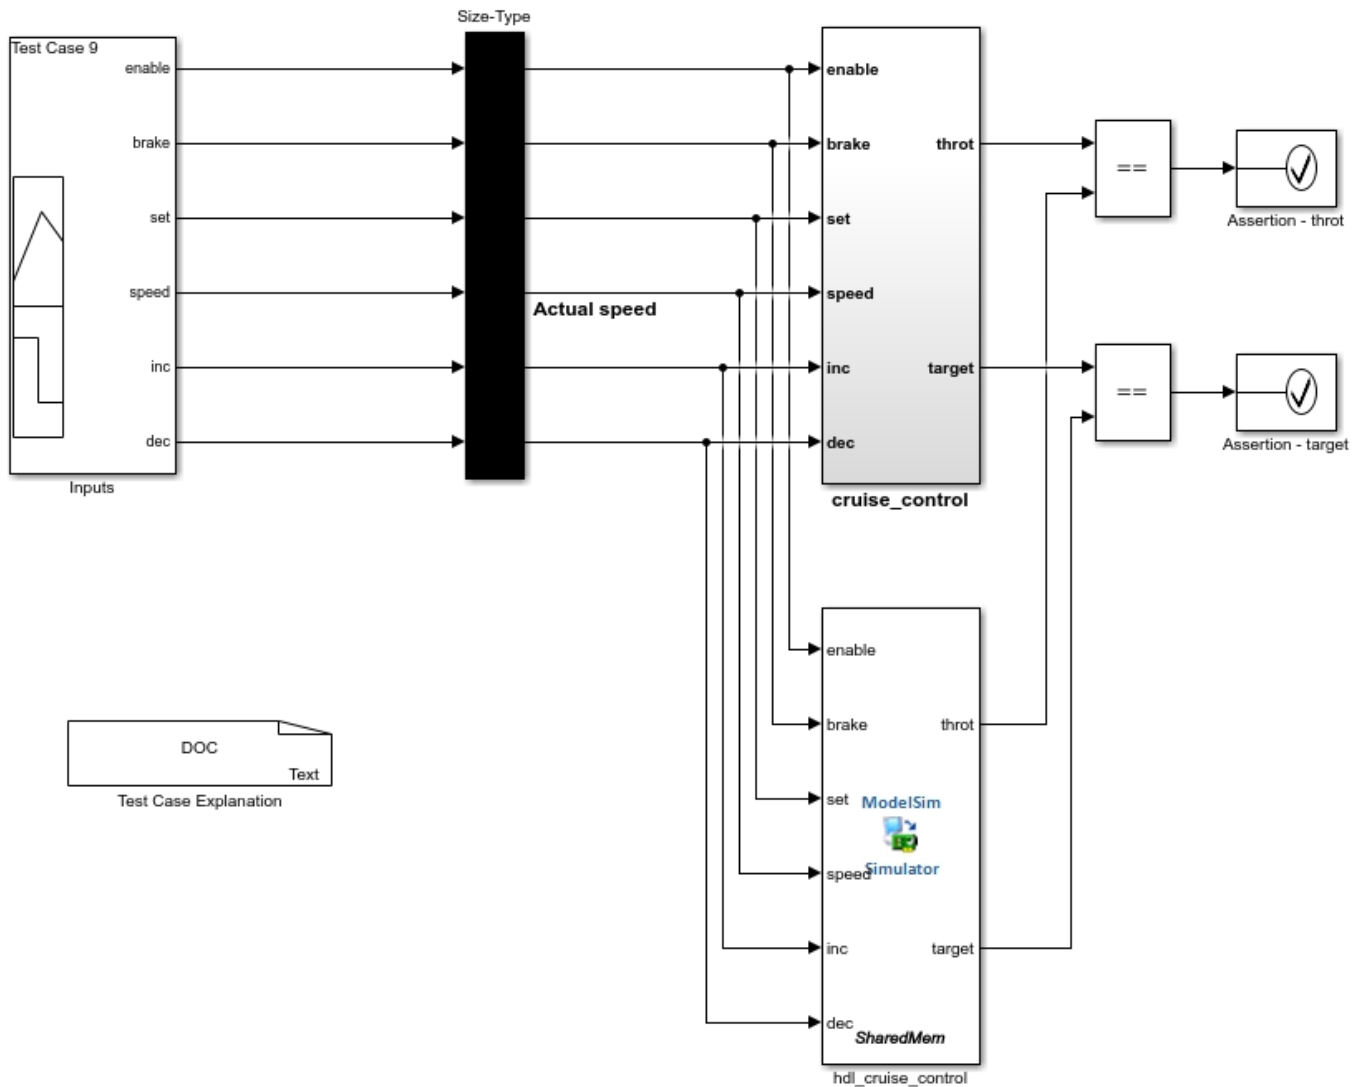 Size-Type
Test Case 9
enable
brake
set
speed
inc
dec
Inputs
Actual speed
enable
brake
set
speed
inc
dec
throt
target
cruise_control
==
Assertion - throt
==
Assertion - target
DOC
Text
Test Case Explanation
enable
brake
set
speed
inc
dec
throt
target
ModelSim
Simulator
SharedMem
hdl_cruise_control